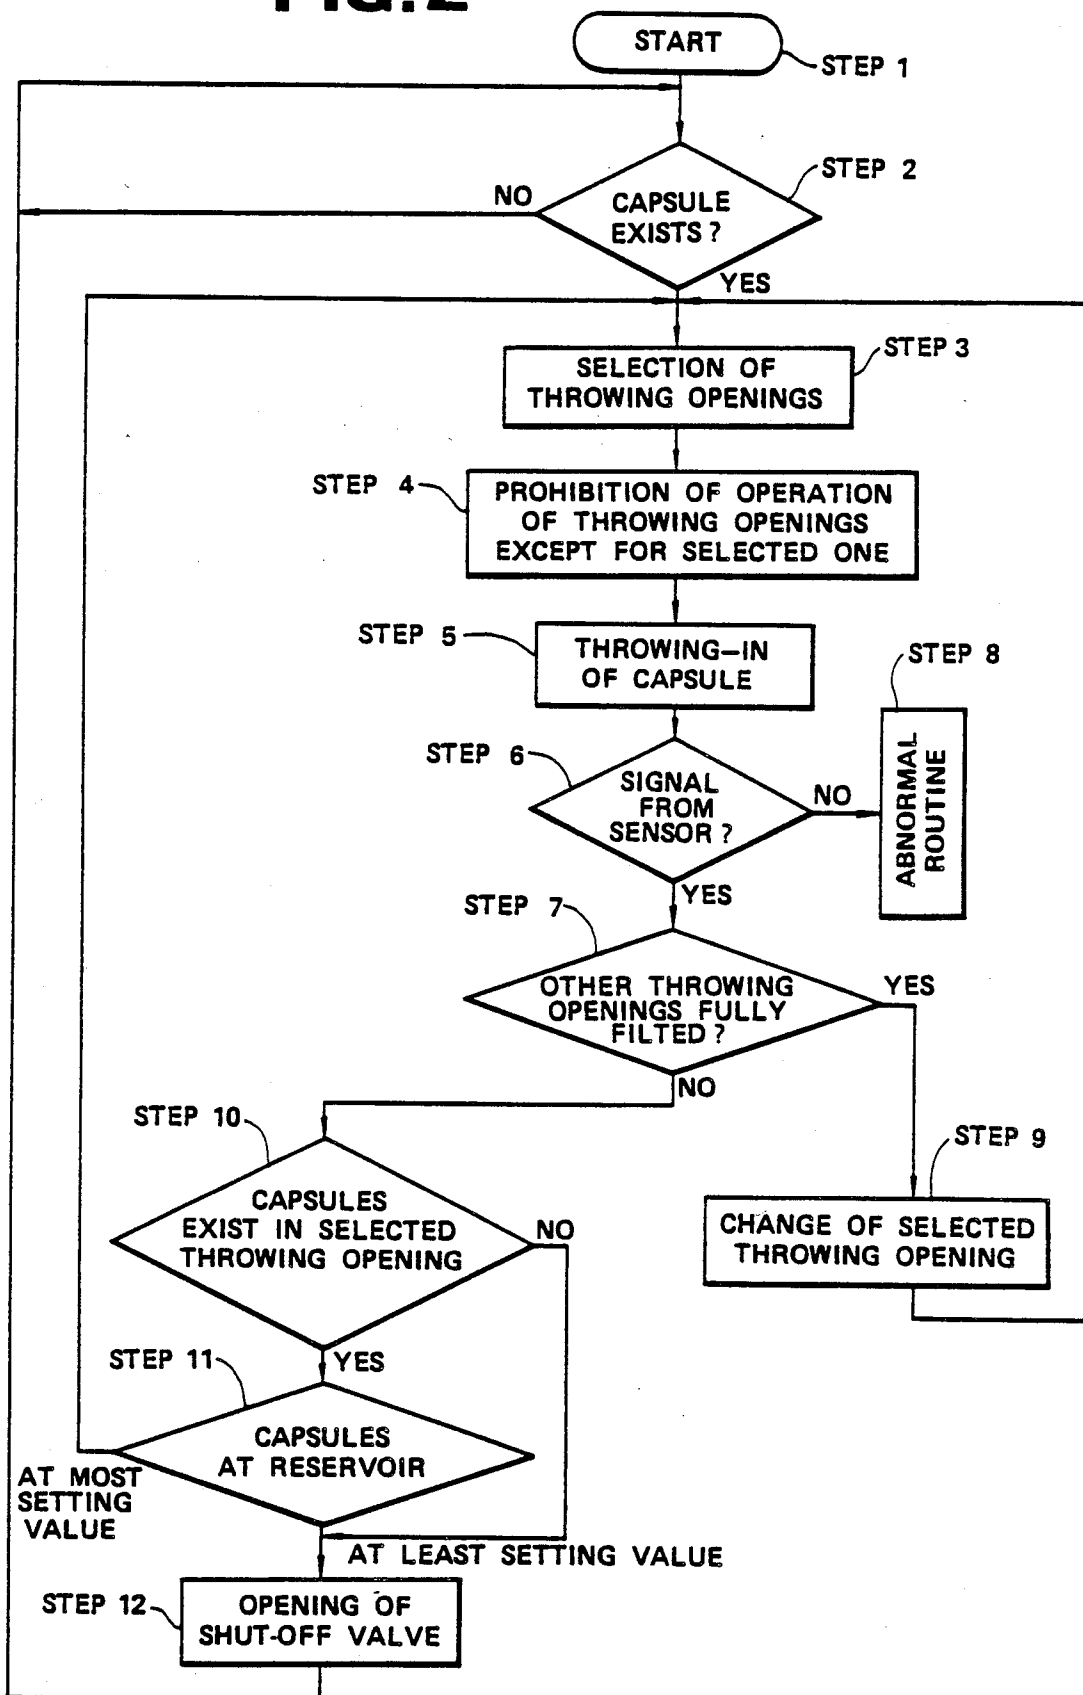 FIG. 2
START
STEP 1
STEP 2
NO
CAPSULE
EXISTS ?
YES
STEP 3
SELECTION OF
THROWING OPENINGS
STEP 4
PROHIBITION OF OPERATION
OF THROWING OPENINGS
EXCEPT FOR SELECTED ONE
STEP 5
THROWING-IN
OF CAPSULE
STEP 8
ABNORMAL
ROUTINE
STEP 6
SIGNAL
FROM
SENSOR ?
NO
YES
STEP 7
OTHER THROWING
OPENINGS FULLY
FILTED ?
YES
NO
STEP 10
STEP 9
CAPSULES
EXIST IN SELECTED
THROWING OPENING
NO
CHANGE OF SELECTED
THROWING OPENING
YES
STEP 11
CAPSULES
AT RESERVOIR
AT MOST
SETTING
VALUE
AT LEAST SETTING VALUE
STEP 12
OPENING OF
SHUT-OFF VALVE